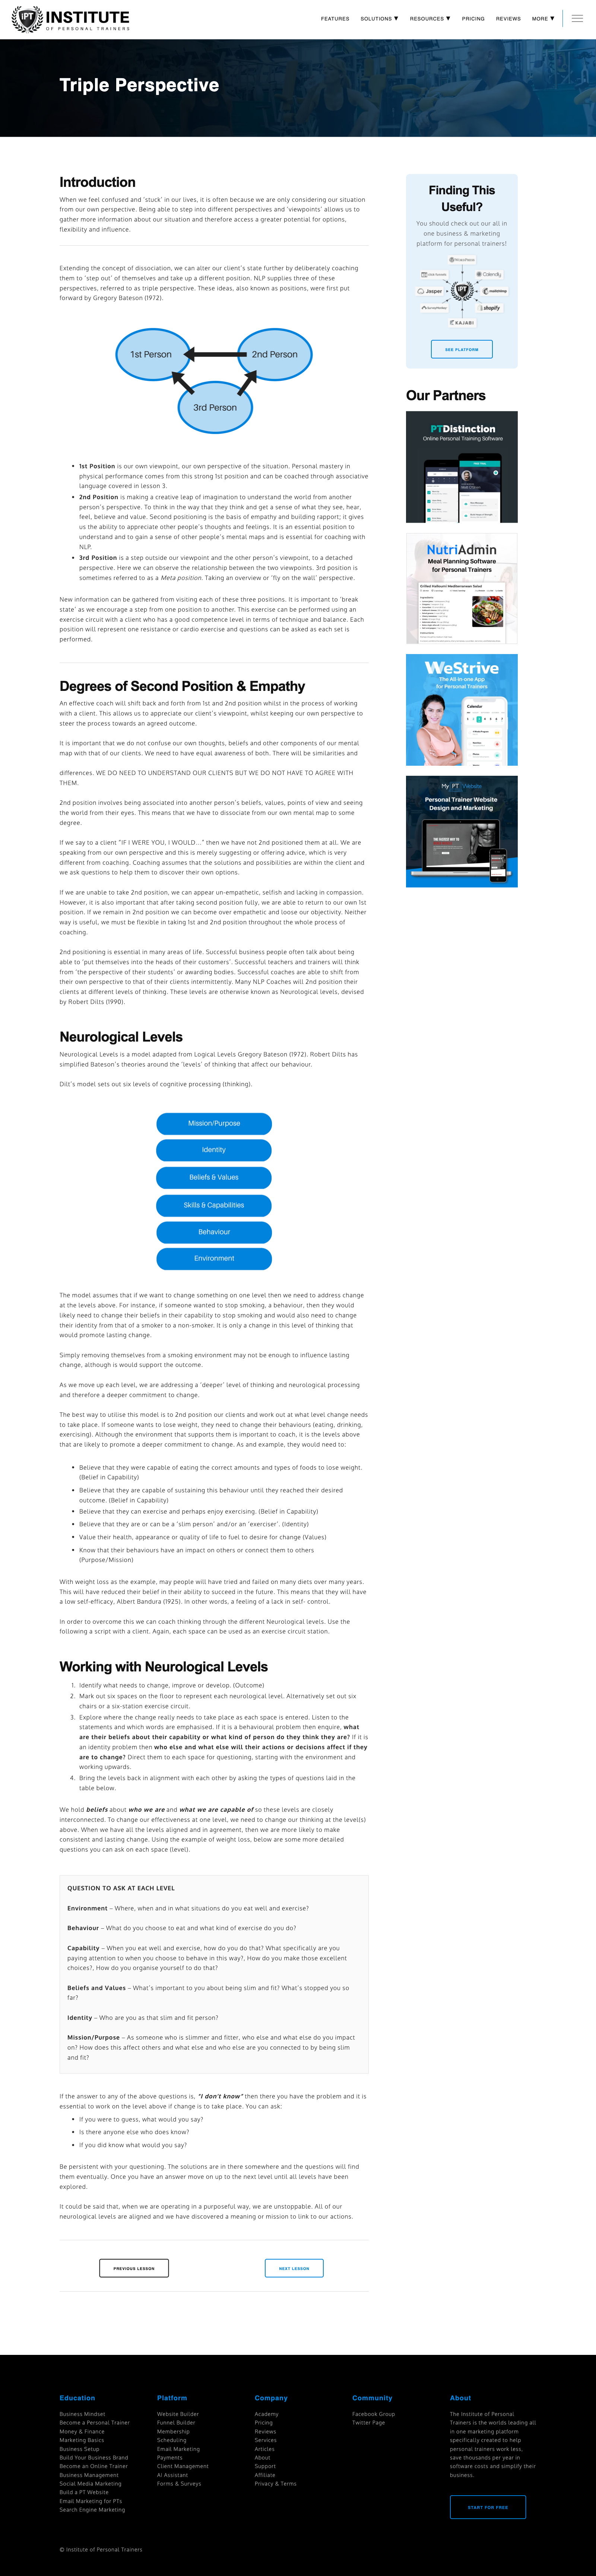 IPT INSTITUTE
OF PERSONAL TRAINERS
FEATURES
SOLUTIONS ▼
RESOURCES ▼
PRICING
REVIEWS
MORE ▼
Triple Perspective
Introduction
When we feel confused and ‘stuck’ in our lives, it is often because we are only considering our situation
from our own perspective. Being able to step into different perspectives and ‘viewpoints’ allows us to
gather more information about our situation and therefore access a greater potential for options,
flexibility and influence.
Extending the concept of dissociation, we can alter our client’s state further by deliberately coaching
them to ‘step out’ of themselves and take up a different position. NLP supplies three of these
perspectives, referred to as triple perspective. These ideas, also known as positions, were first put
forward by Gregory Bateson (1972).
1st Person
2nd Person
3rd Person
• 1st Position is our own viewpoint, our own perspective of the situation. Personal mastery in
physical performance comes from this strong 1st position and can be coached through associative
language covered in lesson 3.
• 2nd Position is making a creative leap of imagination to understand the world from another
person’s perspective. To think in the way that they think and get a sense of what they see, hear,
feel, believe and value. Second positioning is the basis of empathy and building rapport; it gives
us the ability to appreciate other people’s thoughts and feelings. It is an essential position to
understand and to gain a sense of other people’s mental maps and is essential for coaching with
NLP.
• 3rd Position is a step outside our viewpoint and the other person’s viewpoint, to a detached
perspective. Here we can observe the relationship between the two viewpoints. 3rd position is
sometimes referred to as a Meta position. Taking an overview or ‘fly on the wall’ perspective.
New information can be gathered from visiting each of these three positions. It is important to ‘break
state’ as we encourage a step from one position to another. This exercise can be performed using an
exercise circuit with a client who has a good competence level in terms of technique and balance. Each
position will represent one resistance or cardio exercise and questions to be asked as each set is
performed.
Degrees of Second Position & Empathy
An effective coach will shift back and forth from 1st and 2nd position whilst in the process of working
with a client. This allows us to appreciate our client’s viewpoint, whilst keeping our own perspective to
steer the process towards an agreed outcome.
It is important that we do not confuse our own thoughts, beliefs and other components of our mental
map with that of our clients. We need to have equal awareness of both. There will be similarities and
differences. WE DO NEED TO UNDERSTAND OUR CLIENTS BUT WE DO NOT HAVE TO AGREE WITH
THEM.
2nd position involves being associated into another person’s beliefs, values, points of view and seeing
the world from their eyes. This means that we have to dissociate from our own mental map to some
degree.
If we say to a client “IF I WERE YOU, I WOULD…” then we have not 2nd positioned them at all. We are
speaking from our own perspective and this is merely suggesting or offering advice, which is very
different from coaching. Coaching assumes that the solutions and possibilities are within the client and
we ask questions to help them to discover their own objectives.
If we are unable to take 2nd position, we can appear un-empathetic, selfish and lacking in compassion.
However, it is also important that after taking second position fully, we are able to return to our own 1st
position. If we remain in 2nd position we can become over empathetic and loose our objectivity. Neither
way is useful, we must be flexible in taking 1st and 2nd position throughout the whole process of
coaching.
2nd positioning is essential in many areas of life. Successful business people often talk about being
able to ‘put themselves into the heads of their customers’. Successful teachers and trainers will think
from ‘the perspective of their students’ or awarding bodies. Successful coaches are able to shift from
their own perspective to that of their clients intermittently. Many NLP Coaches will 2nd position their
clients at different levels of thinking. These levels are otherwise known as Neurological levels, devised
by Robert Dilts (1990).
Neurological Levels
Neurological Levels is a model adapted from Logical Levels Gregory Bateson (1972). Robert Dilts has
simplified Bateson’s theories around the ‘levels’ of thinking that affect our behaviour.
Dilt’s model sets out six levels of cognitive processing (thinking).
Mission/Purpose
Identity
Beliefs & Values
Skills & Capabilities
Behaviour
Environment
The model assumes that if we want to change something on one level then we need to address change
at the levels above. For instance, if someone wanted to stop smoking, a behaviour, then they would
likely need to change their beliefs in their capability to stop smoking and would also need to change
their identity from that of a smoker to a non-smoker. It is only a change in this level of thinking that
would promote lasting change.
Simply removing themselves from a smoking environment may not be enough to influence lasting
change, although is would support the outcome.
As we move up each level, we are addressing a ‘deeper’ level of thinking and neurological processing
and therefore a deeper commitment to change.
The best way to utilise this model is to 2nd position our clients and work out at what level change needs
to take place. If someone wants to lose weight, they need to change their behaviours (eating, drinking,
exercising). Although the environment that supports them is important to coach, it is the levels above
that are likely to promote a deeper commitment to change. As and example, they would need to:
• Believe that they were capable of eating the correct amounts and types of foods to lose weight.
(Belief in Capability)
• Believe that they are capable of sustaining this behaviour until they reached their desired
outcome. (Belief in Capability)
• Believe that they can exercise and perhaps enjoy exercising. (Belief in Capability)
• Believe that they are or can be a ‘slim person’ and/or an ‘exerciser’. (Identity)
• Value their health, appearance or quality of life to fuel to desire for change (Values)
• Know that their behaviours have an impact on others or connect them to others
(Purpose/Mission)
With weight loss as the example, may people will have tried and failed on many diets over many years.
This will have reduced their belief in their ability to succeed in the future. This means that they will have
a low self-efficacy, Albert Bandura (1925). In other words, a feeling of a lack in self- control.
In order to overcome this we can coach thinking through the different Neurological levels. Use the
following a script with a client. Again, each space can be used as an exercise circuit station.
Working with Neurological Levels
1. Identify what needs to change, improve or develop. (Outcome)
2. Mark out six spaces on the floor to represent each neurological level. Alternatively set out six
chairs or a six-station exercise circuit.
3. Explore where the change really needs to take place as each space is entered. Listen to the
statements and which words are emphasised. If it is a behavioural problem then enquire, what
are their beliefs about their capability or what kind of person do they think they are? If it is
an identity problem then who else and what else will their actions or decisions affect if they
are to change? Direct them to each space for questioning, starting with the environment and
working upwards.
4. Bring the levels back in alignment with each other by asking the types of questions laid in the
table below.
We hold beliefs about who we are and what we are capable of so these levels are closely
interconnected. To change our effectiveness at one level, we need to change our thinking at the level(s)
above. When we have all the levels aligned and in agreement, then we are more likely to make
consistent and lasting change. Using the example of weight loss, below are some more detailed
questions you can ask on each space (level).
QUESTION TO ASK AT EACH LEVEL
Environment – Where, when and in what situations do you eat well and exercise?
Behaviour – What do you choose to eat and what kind of exercise do you do?
Capability – When you eat well and exercise, how do you do that? What specifically are you
paying attention to when you choose to behave in this way?, How do you make those excellent
choices?, How do you organise yourself to do that?
Beliefs and Values – What’s important to you about being slim and fit? What’s stopped you so
far?
Identity – Who are you as that slim and fit person?
Mission/Purpose – As someone who is slimmer and fitter, who else and what else do you impact
on? How does this affect others and what else and who else are you connected to by being slim
and fit?
If the answer to any of the above questions is, “I don’t know” then there you have the problem and it is
essential to work on the level above if change is to take place. You can ask:
• If you were to guess, what would you say?
• Is there anyone else who does know?
• If you did know what would you say?
Be persistent with your questioning. The solutions are in there somewhere and the questions will find
them eventually. Once you have an answer move on up to the next level until all levels have been
explored.
It could be said that, when we are operating in a purposeful way, we are unstoppable. All of our
neurological levels are aligned and we have discovered a meaning or mission to link to our actions.
PREVIOUS LESSON
NEXT LESSON
Finding This
Useful?
You should check out our all in
one business & marketing
platform for personal trainers!
Calendly
Jasper
IPT
mailchimp
shopify
KAJABI
SEE PLATFORM
Our Partners
PTDistinction
Online Personal Training Software
NutriAdmin
Meal Planning Software
for Personal Trainers
WeStrive
The All-in-one App
for Personal Trainers
Calendar
My PT Website
Personal Trainer Website
Design and Marketing
Education
Business Mindset
Become a Personal Trainer
Money & Finance
Marketing Basics
Business Setup
Build Your Business Brand
Become an Online Trainer
Business Management
Social Media Marketing
Build a PT Website
Email Marketing for PTs
Search Engine Marketing
Platform
Website Builder
Funnel Builder
Membership
Scheduling
Email Marketing
Payments
Client Management
AI Assistant
Forms & Surveys
Company
Academy
Pricing
Reviews
Services
Articles
About
Support
Affiliate
Privacy & Terms
Community
Facebook Group
Twitter Page
About
The Institute of Personal
Trainers is the worlds leading all
in one marketing platform
specifically created to help
personal trainers work less,
save thousands per year in
software costs and simplify their
business.
START FOR FREE
© Institute of Personal Trainers